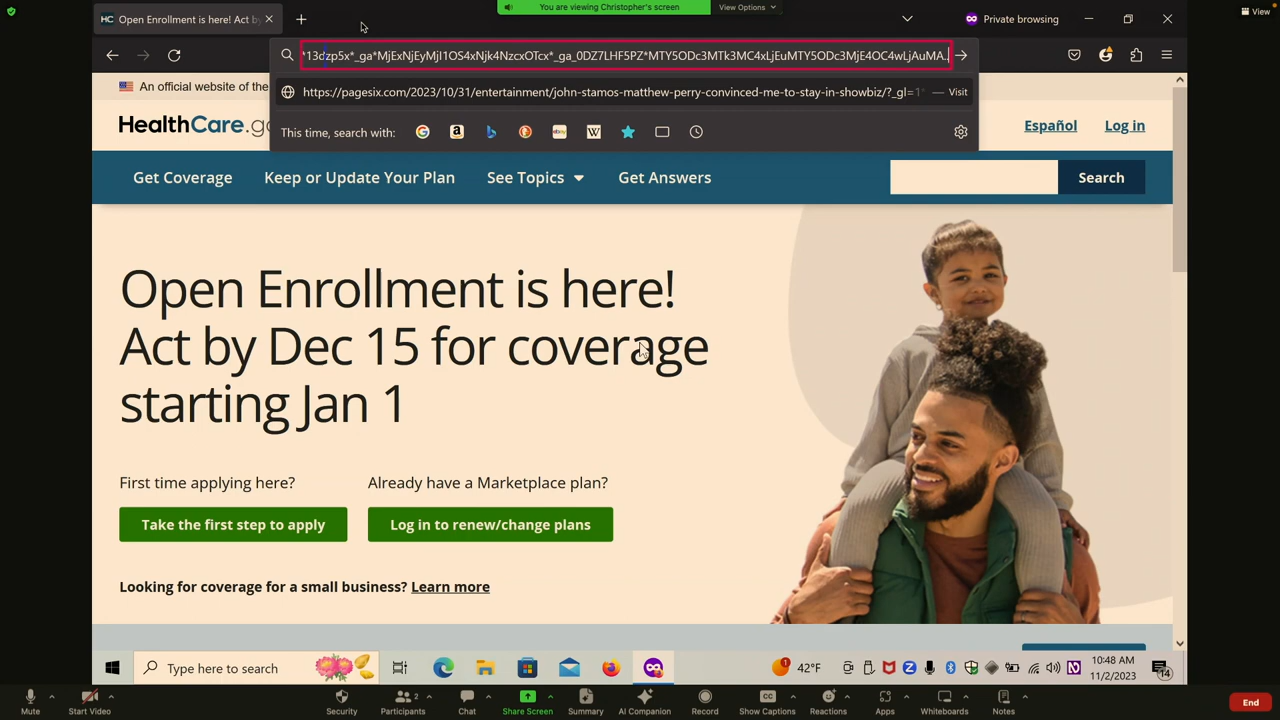 You are viewing Christopher's screen
View Options
View
Open Enrollment is here! Act by
Private browsing
*13dzp5x*_ga*MjExNjEyMjI1OS4xNjk4NzcxOTcx*_ga_0DZ7LHF5PZ*MTY5ODc3MTk3MC4xLjEuMTY5ODc3MjE4OC4wLjAuMA..
https://pagesix.com/2023/10/31/entertainment/john-stamos-matthew-perry-convinced-me-to-stay-in-showbiz/?_gl=1* — Visit
This time, search with:
An official website of the
HealthCare.go
Español
Log in
Get Coverage
Keep or Update Your Plan
See Topics
Get Answers
Search
Open Enrollment is here!
Act by Dec 15 for coverage
starting Jan 1
First time applying here?
Already have a Marketplace plan?
Take the first step to apply
Log in to renew/change plans
Looking for coverage for a small business? Learn more
Type here to search
1
42°F
10:48 AM
11/2/2023
14
Mute
Start Video
Security
Participants
2
Chat
Share Screen
Summary
AI Companion
Record
Show Captions
Reactions
Apps
Whiteboards
Notes
End